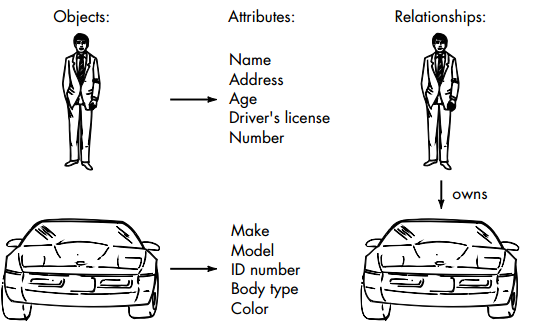 Objects:
Attributes:
Relationships:
Name
Address
Age
Driver's license
Number
owns
Make
Model
ID number
Body type
Color